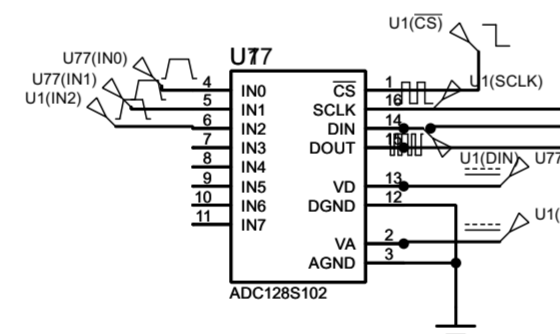 U1(CS)
U77
U77(IN0)
U77(IN1)
U1(IN2)
U1(SCLK)
4 IN0 CS 1
5 IN1 SCLK 16
6 IN2 DIN 14
7 IN3 DOUT
8 IN4
U1(DIN) U77
9 IN5 VD 13
10 IN6 DGND 12
11 IN7
U1(
VA 2
AGND 3
ADC128S102